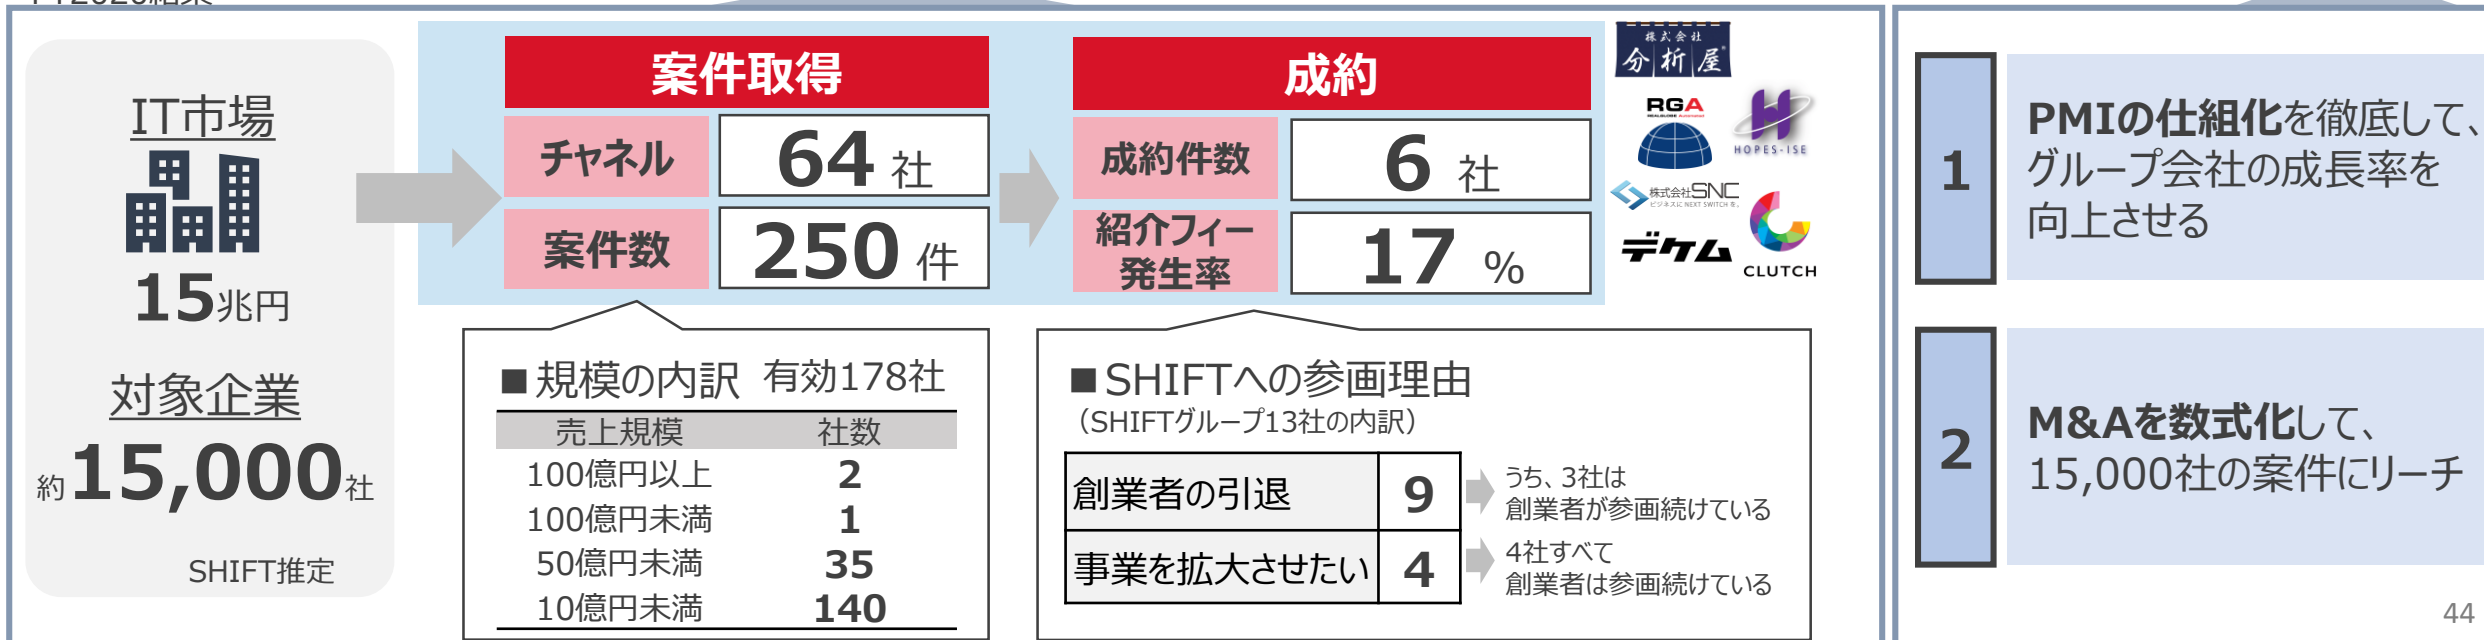 IT市場
15兆円
対象企業
約15,000社
SHIFT推定
案件取得
チャネル
64 社
案件数
250 件
成約
成約件数
6 社
紹介フィー
発生率
17 %
株式会社
分析屋
RGA
HOPES-ISE
株式会社SNC
ビジネスに NEXT SWITCH を。
デケム
CLUTCH
■規模の内訳 有効178社
売上規模 社数
100億円以上 2
100億円未満 1
50億円未満 35
10億円未満 140
■SHIFTへの参画理由
（SHIFTグループ13社の内訳）
創業者の引退 9
うち、3社は
創業者が参画続けている
事業を拡大させたい 4
4社すべて
創業者は参画続けている
1
PMIの仕組化を徹底して、
グループ会社の成長率を
向上させる
2
M&Aを数式化して、
15,000社の案件にリーチ
44